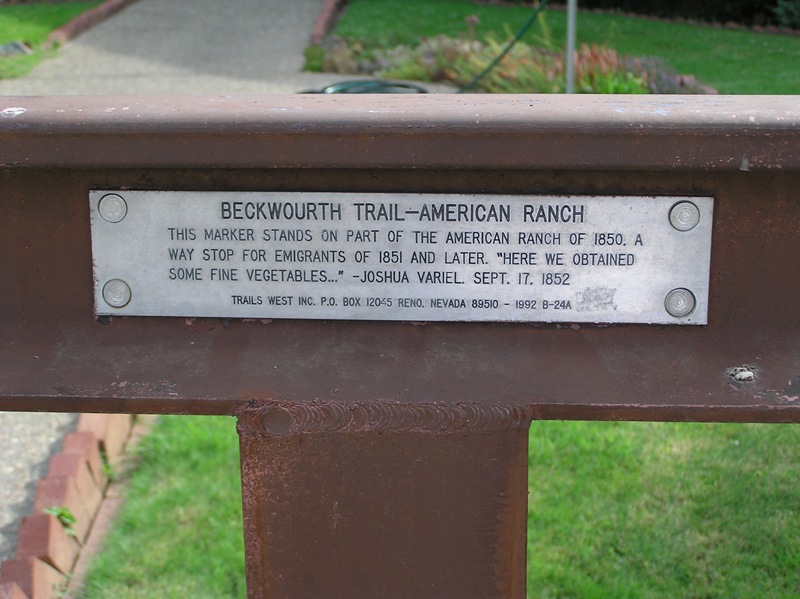 BECKWOURTH TRAIL-AMERICAN RANCH
THIS MARKER STANDS ON PART OF THE AMERICAN RANCH OF 1850. A
WAY STOP FOR EMIGRANTS OF 1851 AND LATER. "HERE WE OBTAINED
SOME FINE VEGETABLES..." -JOSHUA VARIEL. SEPT. 17, 1852
TRAILS WEST INC. P.O. BOX 12045 RENO, NEVADA 89510 - 1992 B-24A